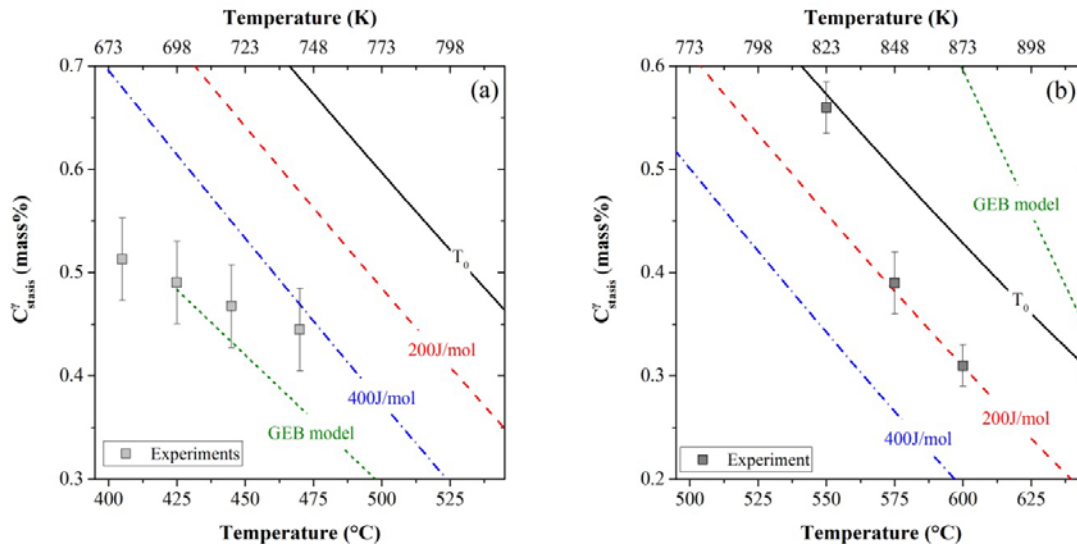 Temperature (K)
673 698 723 748 773 798
0.7
0.6
0.5
0.4
0.3
C^γ_stasis (mass%)
(a)
T₀
200J/mol
400J/mol
GEB model
Experiments
400 425 450 475 500 525
Temperature (°C)
Temperature (K)
773 798 823 848 873 898
0.6
0.5
0.4
0.3
0.2
C^γ_stasis (mass%)
(b)
GEB model
T₀
200J/mol
400J/mol
Experiment
500 525 550 575 600 625
Temperature (°C)